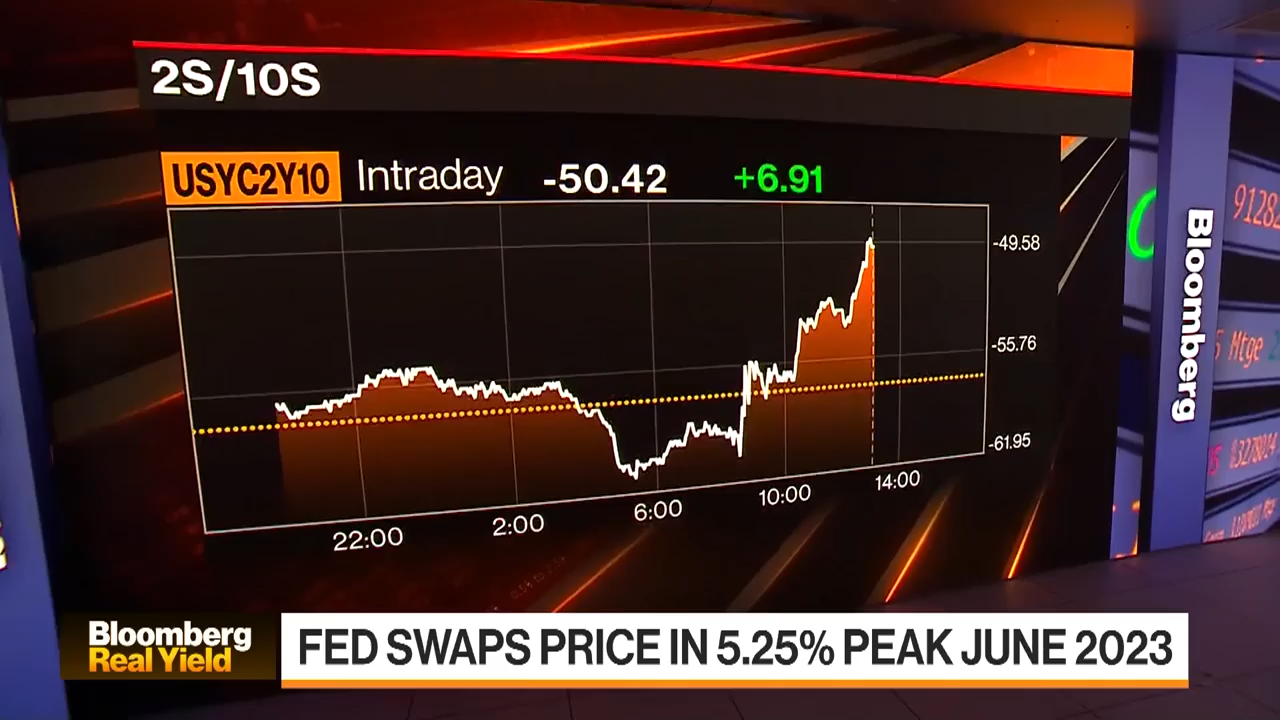 2S/10S
USYC2Y10 Intraday -50.42 +6.91
-49.58
-55.76
-61.95
22:00 2:00 6:00 10:00 14:00
Bloomberg
Mtge
Bloomberg
Real Yield
FED SWAPS PRICE IN 5.25% PEAK JUNE 2023